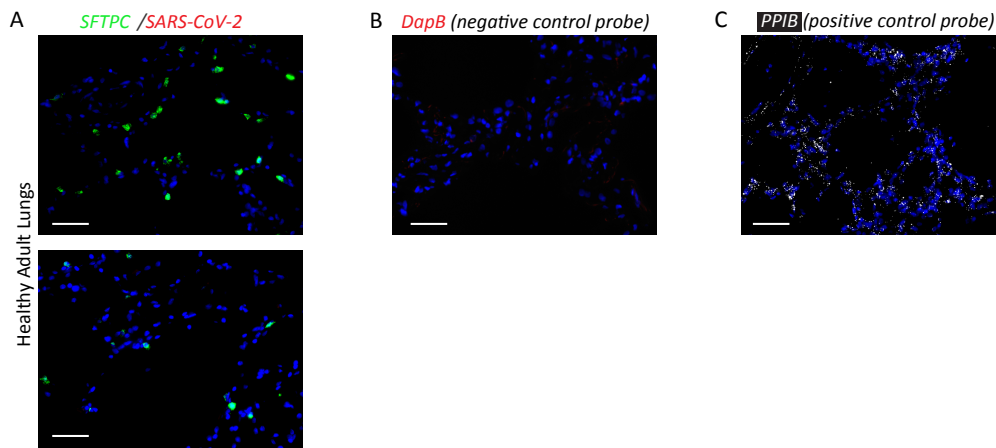 A
SFTPC /SARS-CoV-2
B
DapB (negative control probe)
C
PPIB (positive control probe)
Healthy Adult Lungs